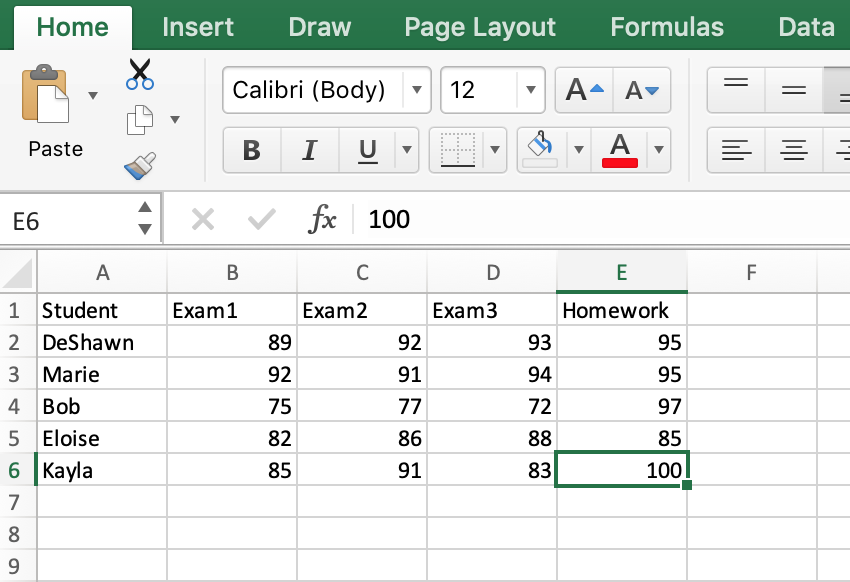 Home Insert Draw Page Layout Formulas Data
Calibri (Body) 12 A A
Paste
B I U A
E6 fx 100
A B C D E F
1 Student Exam1 Exam2 Exam3 Homework
2 DeShawn 89 92 93 95
3 Marie 92 91 94 95
4 Bob 75 77 72 97
5 Eloise 82 86 88 85
6 Kayla 85 91 83 100
7
8
9